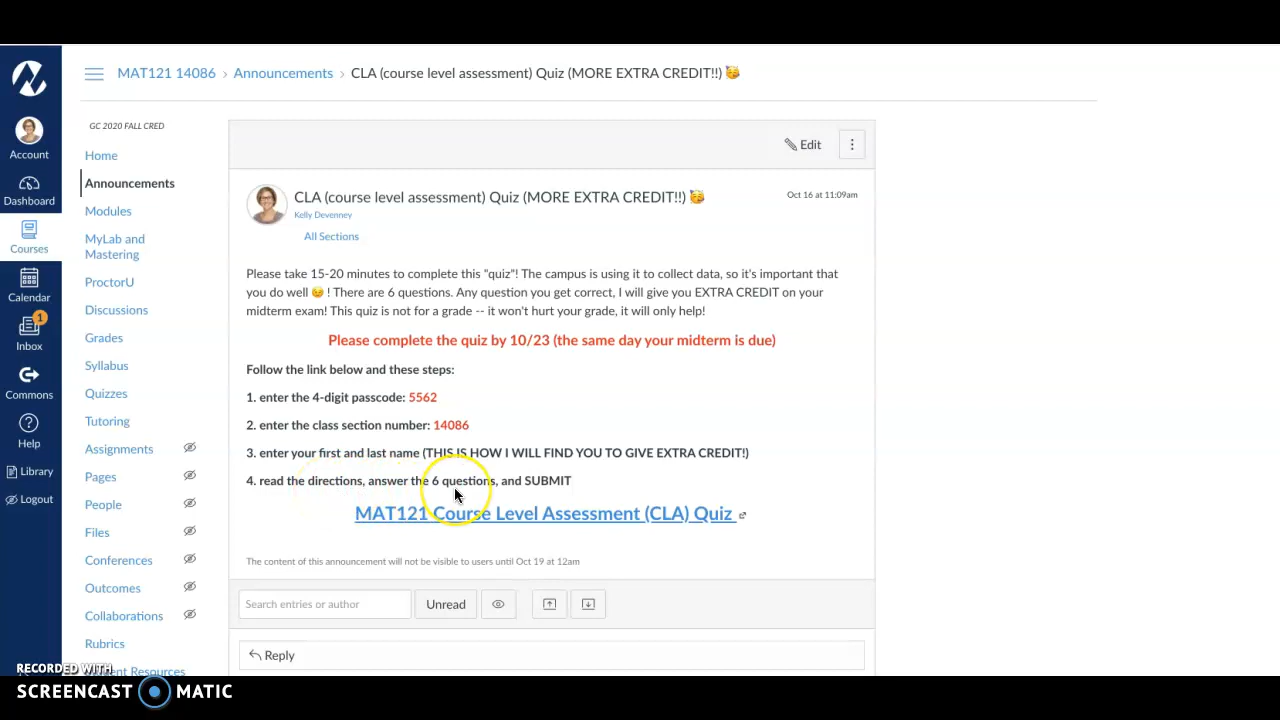 MAT121 14086 › Announcements › CLA (course level assessment) Quiz (MORE EXTRA CREDIT!!) 🥳
Account
Dashboard
Courses
Calendar
1
Inbox
Commons
Help
Library
Logout
GC 2020 FALL CRED
Home
Announcements
Modules
MyLab and
Mastering
ProctorU
Discussions
Grades
Syllabus
Quizzes
Tutoring
Assignments
Pages
People
Files
Conferences
Outcomes
Collaborations
Rubrics
Resources
Edit
CLA (course level assessment) Quiz (MORE EXTRA CREDIT!!) 🥳
Oct 16 at 11:09am
Kelly Devenney
All Sections
Please take 15-20 minutes to complete this "quiz"! The campus is using it to collect data, so it's important that
you do well 😉 ! There are 6 questions. Any question you get correct, I will give you EXTRA CREDIT on your
midterm exam! This quiz is not for a grade -- it won't hurt your grade, it will only help!
Please complete the quiz by 10/23 (the same day your midterm is due)
Follow the link below and these steps:
1. enter the 4-digit passcode: 5562
2. enter the class section number: 14086
3. enter your first and last name (THIS IS HOW I WILL FIND YOU TO GIVE EXTRA CREDIT!)
4. read the directions, answer the 6 questions, and SUBMIT
MAT121 Course Level Assessment (CLA) Quiz
The content of this announcement will not be visible to users until Oct 19 at 12am
Search entries or author
Unread
Reply
RECORDED WITH
SCREENCAST MATIC